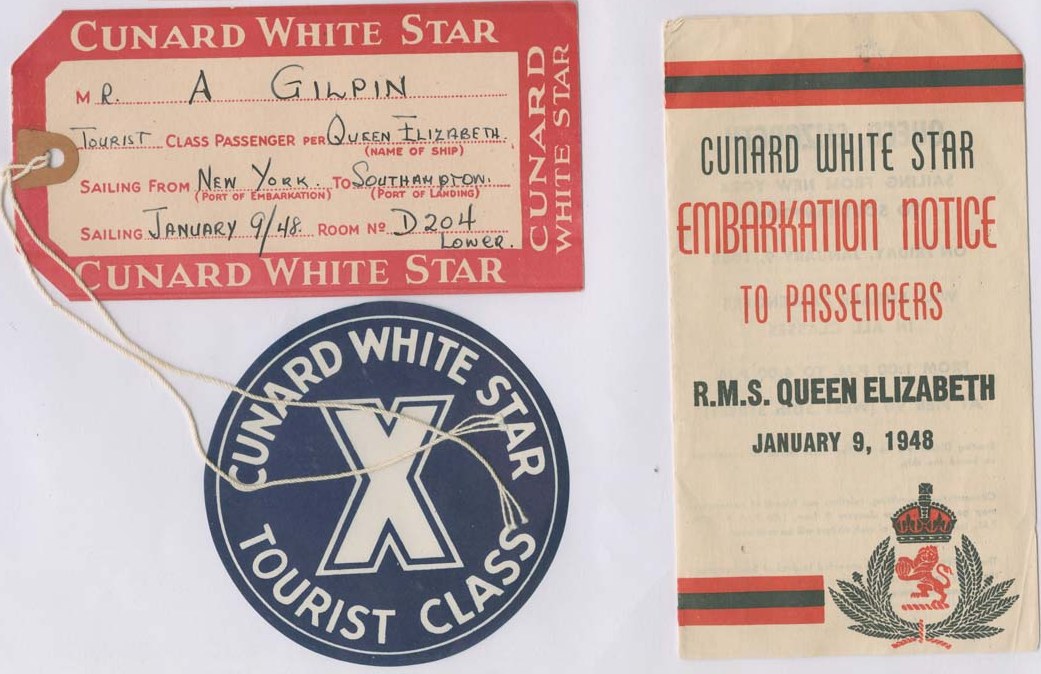 CUNARD WHITE STAR
MR. A GILPIN
TOURIST CLASS PASSENGER PER QUEEN ELIZABETH.
(NAME OF SHIP)
SAILING FROM NEW YORK. TO SOUTHAMPTON.
(PORT OF EMBARKATION) (PORT OF LANDING)
SAILING JANUARY 9/48. ROOM Nº D204
LOWER.
CUNARD WHITE STAR
CUNARD
WHITE STAR
CUNARD WHITE STAR
X
TOURIST CLASS
CUNARD WHITE STAR
EMBARKATION NOTICE
TO PASSENGERS
R.M.S. QUEEN ELIZABETH
JANUARY 9, 1948